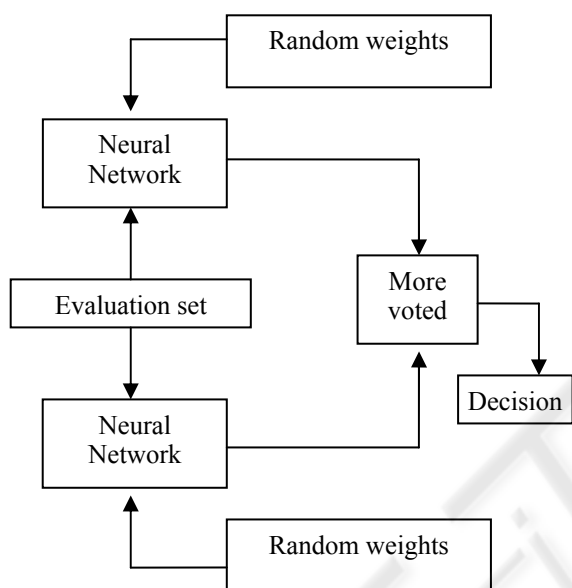 Random weights
Neural
Network
Evaluation set
More
voted
Decision
Neural
Network
Random weights